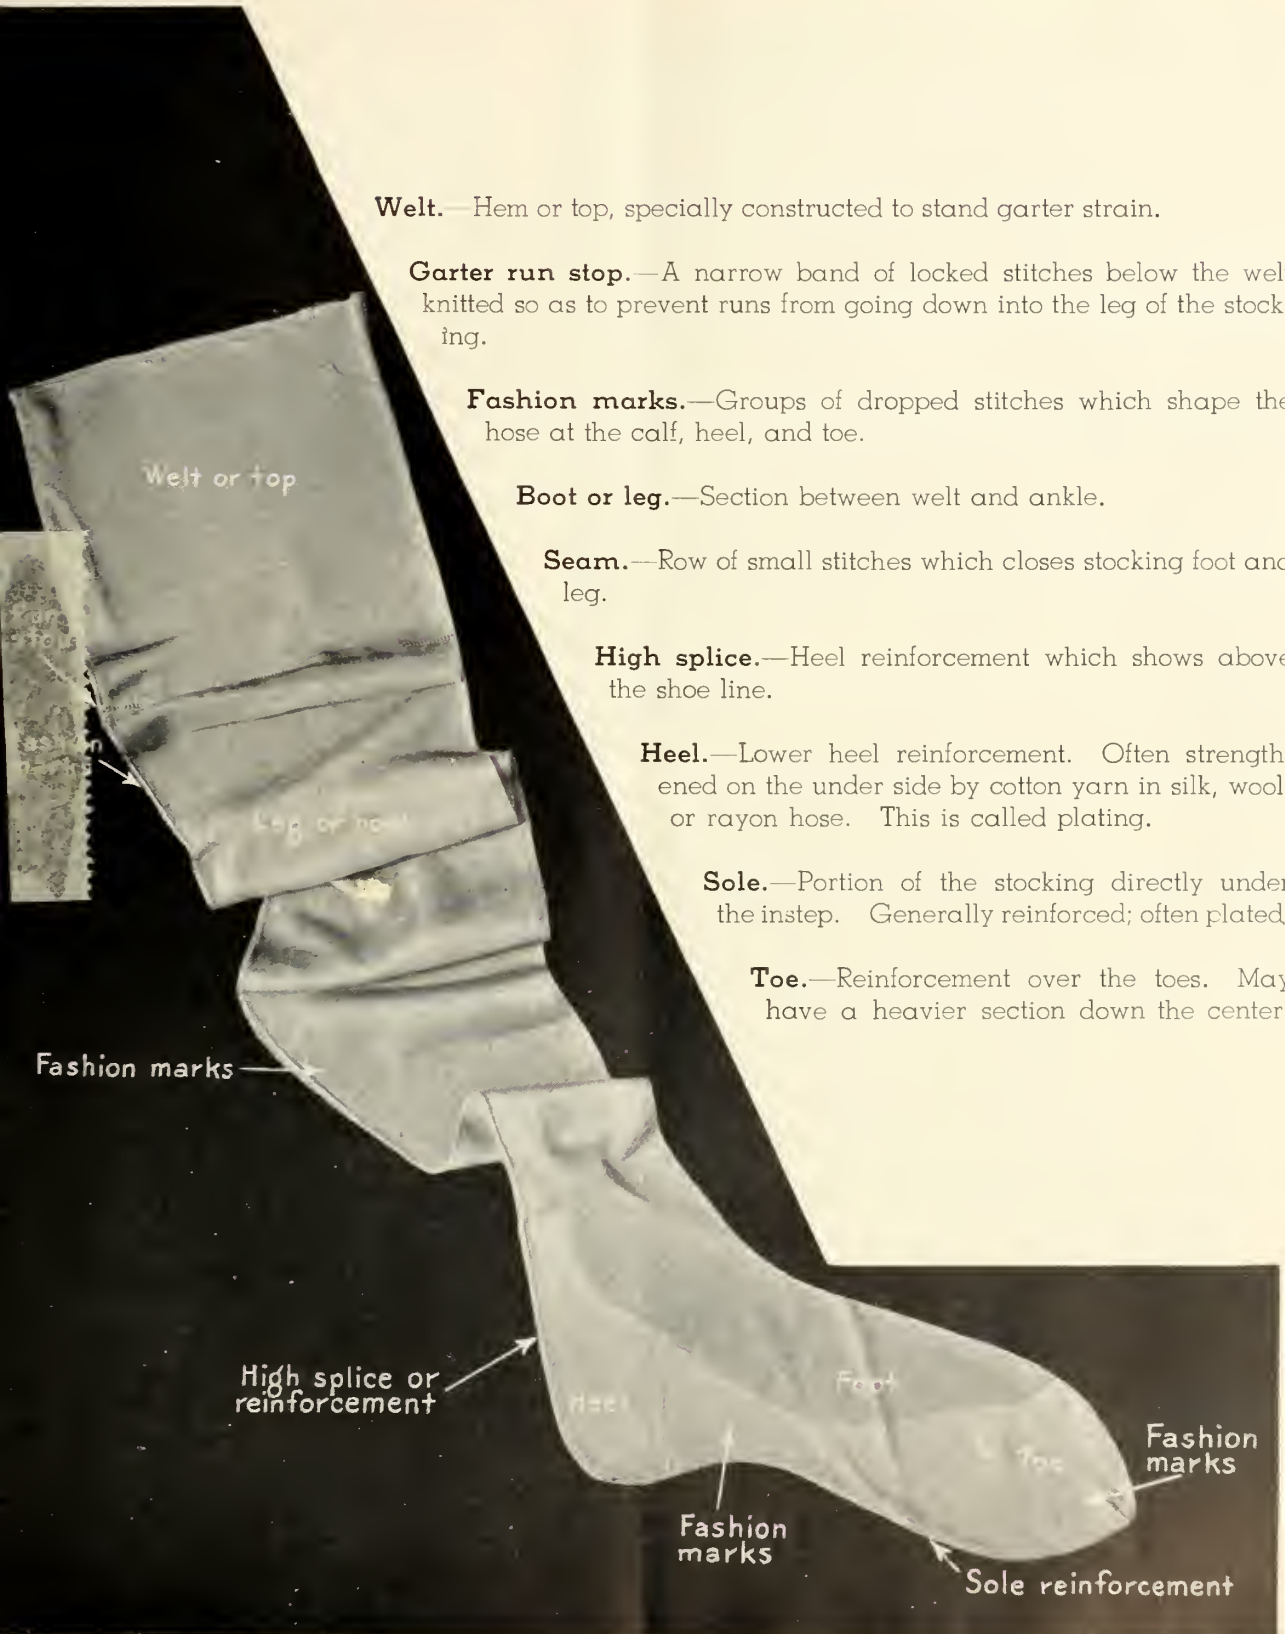 Welt.—Hem or top, specially constructed to stand garter strain.
Garter run stop.—A narrow band of locked stitches below the wel
knitted so as to prevent runs from going down into the leg of the stock
ing.
Fashion marks.—Groups of dropped stitches which shape the
hose at the calf, heel, and toe.
Boot or leg.—Section between welt and ankle.
Seam.—Row of small stitches which closes stocking foot and
leg.
High splice.—Heel reinforcement which shows above
the shoe line.
Heel.—Lower heel reinforcement. Often strength
ened on the under side by cotton yarn in silk, wool
or rayon hose. This is called plating.
Sole.—Portion of the stocking directly under
the instep. Generally reinforced; often plated
Toe.—Reinforcement over the toes. May
have a heavier section down the center
Welt or top
Leg or
Fashion marks
High splice or
reinforcement
Heel
Foot
Toe
Fashion
marks
Fashion
marks
Sole reinforcement